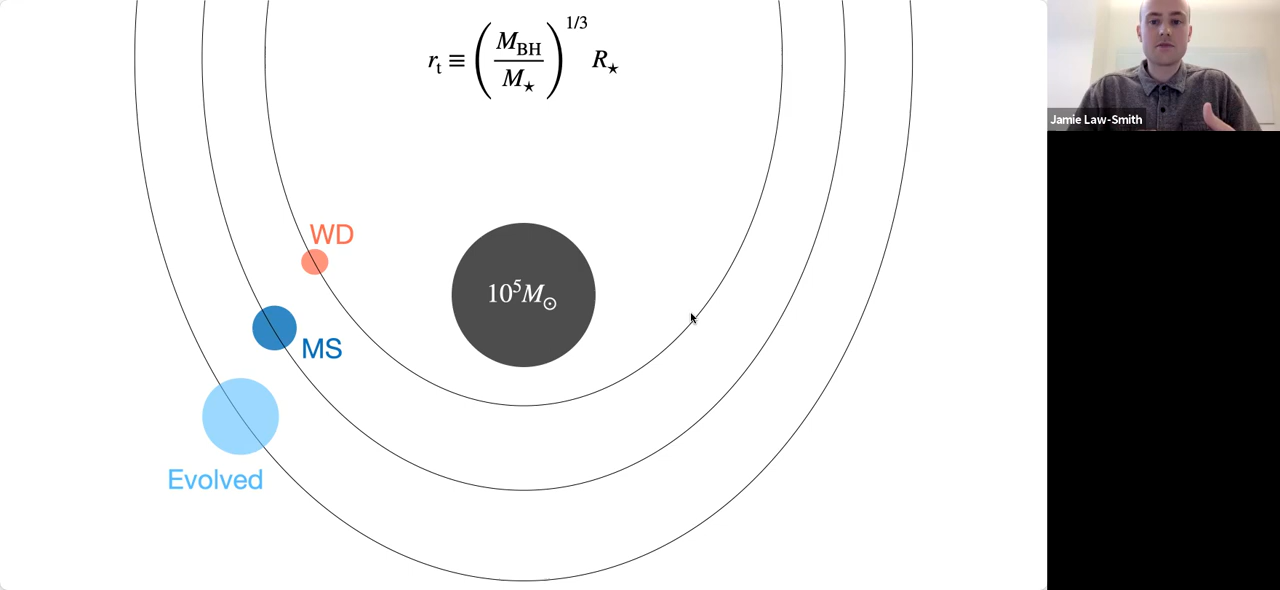 r_t ≡ (M_BH / M_★)^{1/3} R_★
Jamie Law-Smith
WD
10^5 M_⊙
MS
Evolved